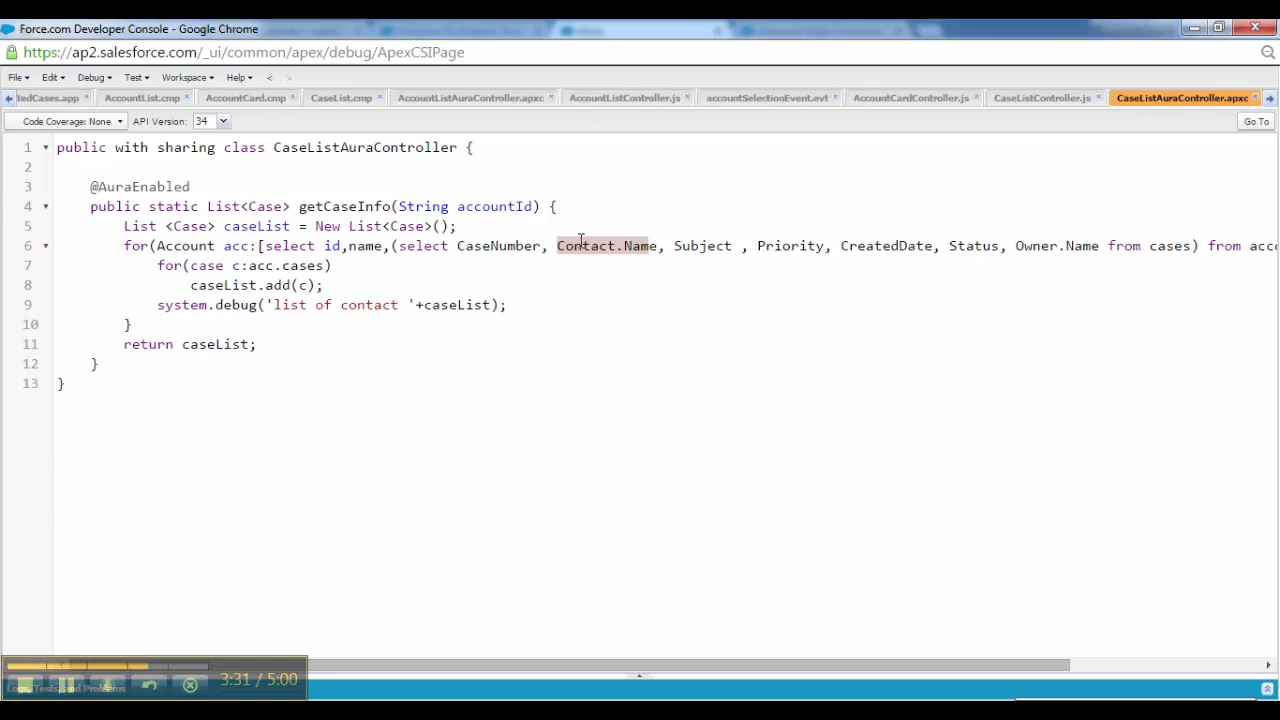 Force.com Developer Console - Google Chrome
https://ap2.salesforce.com/_ui/common/apex/debug/ApexCSIPage
File Edit Debug Test Workspace Help < >
tedCases.app AccountList.cmp AccountCard.cmp CaseList.cmp AccountListAuraController.apxc AccountListController.js accountSelectionEvent.evt AccountCardController.js CaseListController.js CaseListAuraController.apxc
Code Coverage: None API Version: 34 Go To
1 public with sharing class CaseListAuraController {
2
3 @AuraEnabled
4 public static List<Case> getCaseInfo(String accountId) {
5 List <Case> caseList = New List<Case>();
6 for(Account acc:[select id,name,(select CaseNumber, Contact.Name, Subject , Priority, CreatedDate, Status, Owner.Name from cases) from acco
7 for(case c:acc.cases)
8 caseList.add(c);
9 system.debug('list of contact '+caseList);
10 }
11 return caseList;
12 }
13 }
Logs, Tests, and Problems
3:31 / 5:00